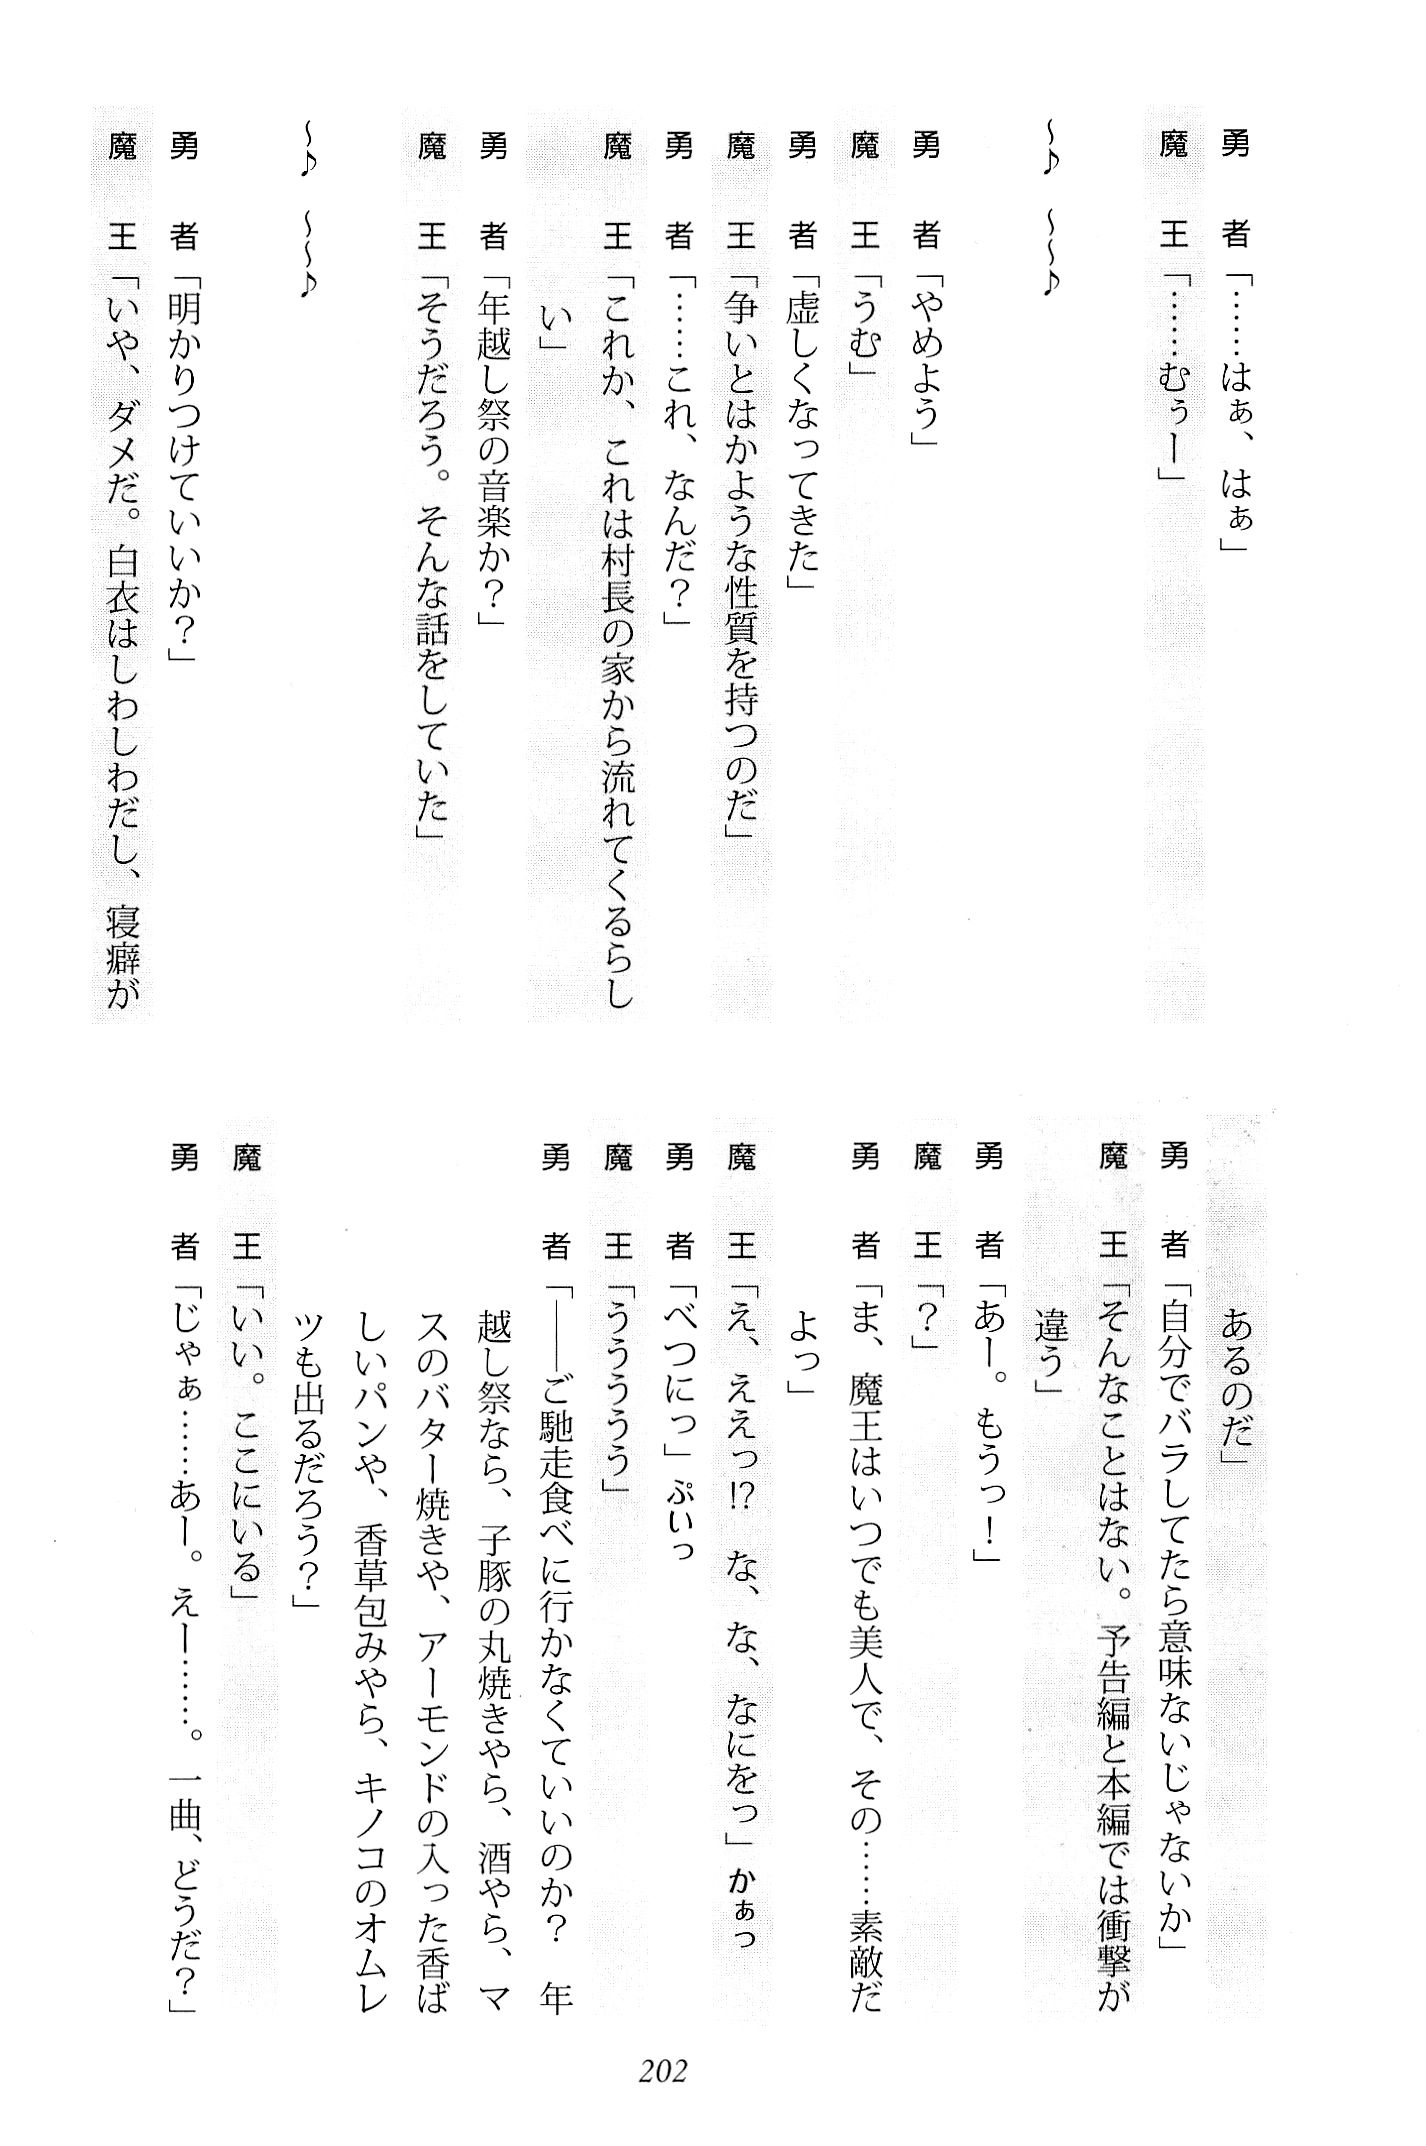 勇者「……はぁ、はぁ」
魔王「……むぅー」
～♪　～～♪
勇者「やめよう」
魔王「うむ」
勇者「虚しくなってきた」
魔王「争いとはかような性質を持つのだ」
勇者「……これ、なんだ？」
魔王「これか、これは村長の家から流れてくるらし
い」
勇者「年越し祭の音楽か？」
魔王「そうだろう。そんな話をしていた」
～♪　～～♪
勇者「明かりつけていいか？」
魔王「いや、ダメだ。白衣はしわしわだし、寝癖が
あるのだ」
勇者「自分でバラしてたら意味ないじゃないか」
魔王「そんなことはない。予告編と本編では衝撃が
違う」
勇者「あー。もうっ！」
魔王「？」
勇者「ま、魔王はいつでも美人で、その……素敵だ
よっ」
魔王「え、ええっ!?　な、な、なにをっ」かぁっ
勇者「べつにっ」ぷいっ
魔王「うううう」
勇者「――ご馳走食べに行かなくていいのか？　年
越し祭なら、子豚の丸焼きやら、酒やら、マ
スのバター焼きや、アーモンドの入った香ば
しいパンや、香草包みやら、キノコのオムレ
ツも出るだろう？」
魔王「いい。ここにいる」
勇者「じゃぁ……あー。えー……。一曲、どうだ？」
202